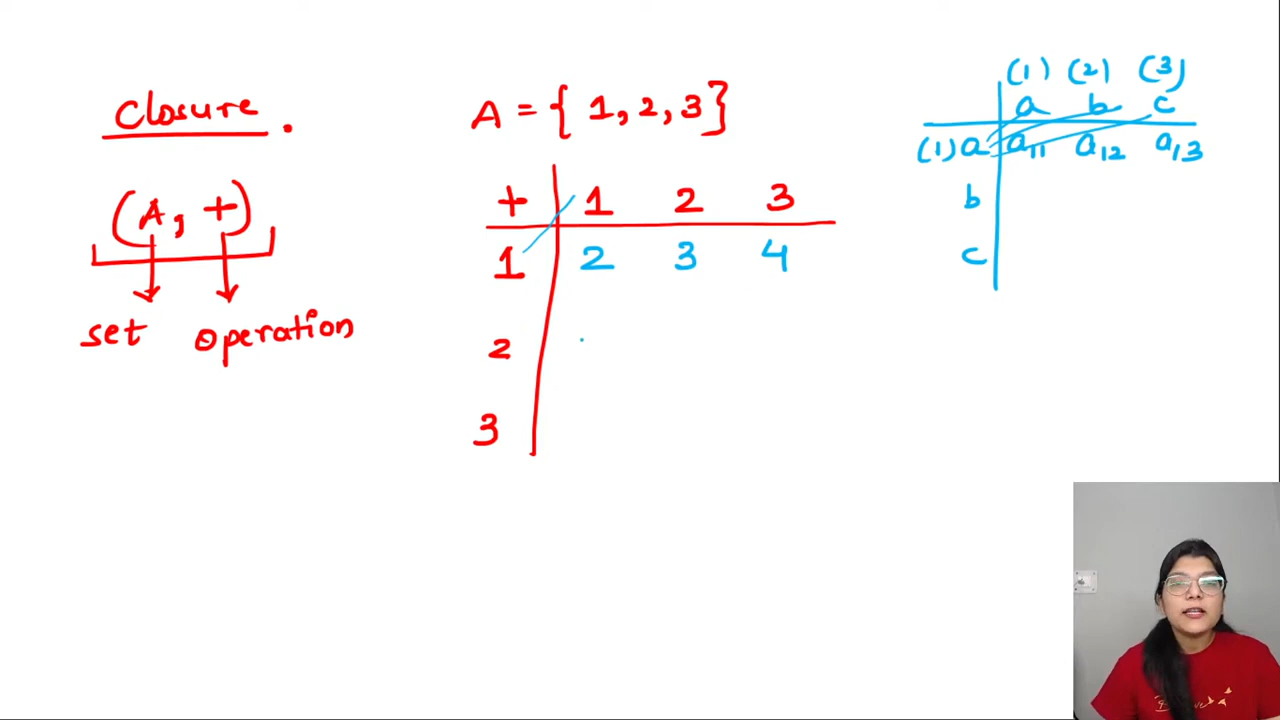 closure.
(A, +)
set operation
A = { 1, 2, 3}
+ 1 2 3
1 2 3 4
2
3
(1) (2) (3)
a b c
(1) a a11 a12 a13
b
c